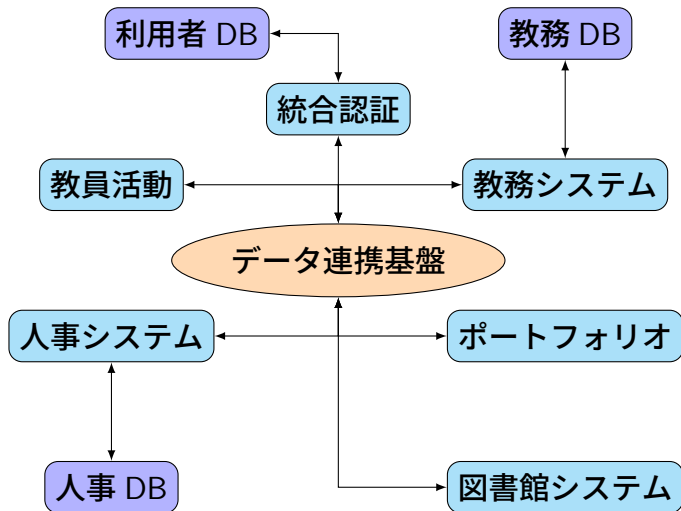 利用者 DB
教務 DB
統合認証
教員活動
教務システム
データ連携基盤
人事システム
ポートフォリオ
人事 DB
図書館システム